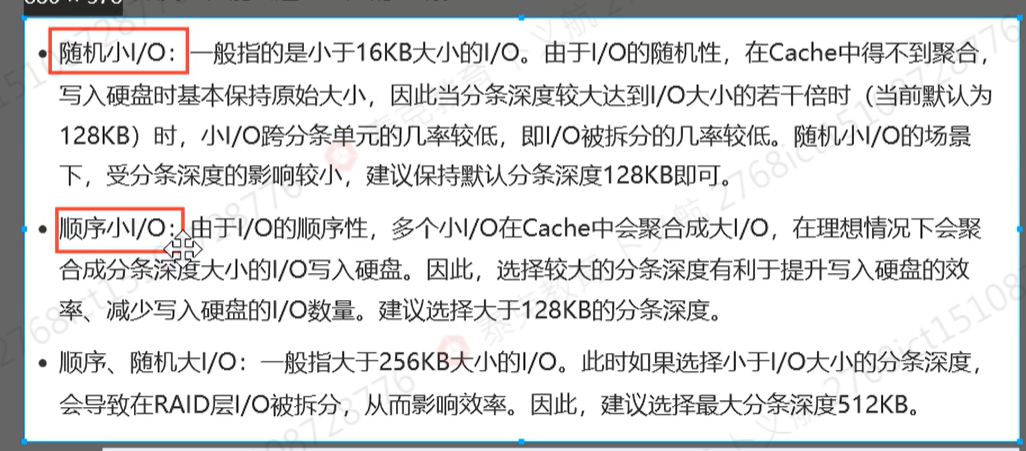 • 随机小I/O：一般指的是小于16KB大小的I/O。由于I/O的随机性，在Cache中得不到聚合，
写入硬盘时基本保持原始大小，因此当分条深度较大达到I/O大小的若干倍时（当前默认为
128KB）时，小I/O跨分条单元的几率较低，即I/O被拆分的几率较低。随机小I/O的场景
下，受分条深度的影响较小，建议保持默认分条深度128KB即可。
• 顺序小I/O：由于I/O的顺序性，多个小I/O在Cache中会聚合成大I/O，在理想情况下会聚
合成分条深度大小的I/O写入硬盘。因此，选择较大的分条深度有利于提升写入硬盘的效
率、减少写入硬盘的I/O数量。建议选择大于128KB的分条深度。
• 顺序、随机大I/O：一般指大于256KB大小的I/O。此时如果选择小于I/O大小的分条深度，
会导致在RAID层I/O被拆分，从而影响效率。因此，建议选择最大分条深度512KB。